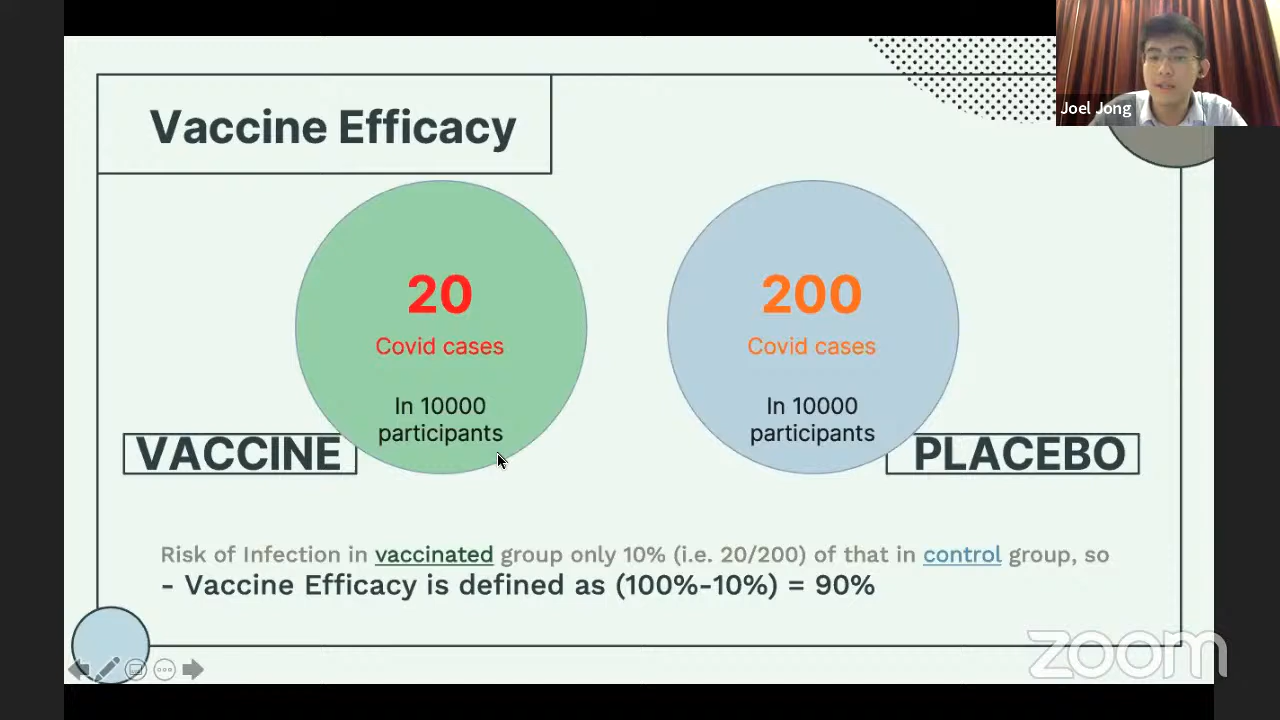 Joel Jong
Vaccine Efficacy
20
Covid cases
In 10000
participants
VACCINE
200
Covid cases
In 10000
participants
PLACEBO
Risk of Infection in vaccinated group only 10% (i.e. 20/200) of that in control group, so
- Vaccine Efficacy is defined as (100%-10%) = 90%
zoom